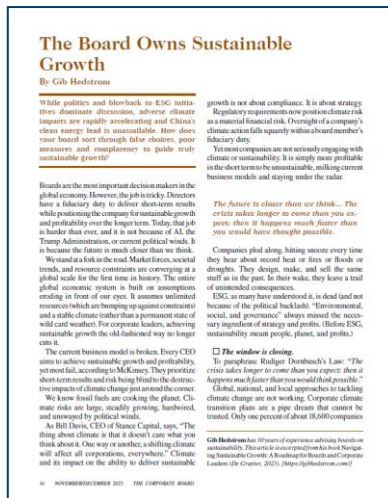 The Board Owns Sustainable
Growth
By Gib Hedstrom
While politics and blowback to ESG initia-
tives dominate discussion, adverse climate
impacts are rapidly accelerating and China's
clean energy lead is unassailable. How does
your board sort through false choices, poor
measures and complacency to guide truly
sustainable growth?
Boards are the most important decision makers in the
global economy. However, the job is tricky. Directors
have a fiduciary duty to deliver short-term results
while positioning the company for sustainable growth
and profitability over the longer term. Today, that job
is harder than ever, and it is not because of AI, the
Trump Administration, or current political winds. It
is because the future is much closer than we think.
We stand at a fork in the road. Market forces, societal
trends, and resource constraints are converging at a
global scale for the first time in history. The entire
global economic system is built on assumptions
eroding in front of our eyes. It assumes unlimited
resources (which are bumping up against constraints)
and a stable climate (rather than a permanent state of
wild card weather). For corporate leaders, achieving
sustainable growth the old-fashioned way no longer
cuts it.
The current business model is broken. Every CEO
aims to achieve sustainable growth and profitability,
yet most fail, according to McKinsey. They prioritize
short-term results and risk being blind to the destruc-
tive impacts of climate change just around the corner.
We know fossil fuels are cooking the planet. Cli-
mate risks are large, steadily growing, hardwired,
and unswayed by political winds.
As Bill Davis, CEO of Stance Capital, says, "The
thing about climate is that it doesn't care what you
think about it. One way or another, a shifting climate
will affect all corporations, everywhere." Climate
and its impact on the ability to deliver sustainable
growth is not about compliance. It is about strategy.
Regulatory requirements now position climate risk
as a material financial risk. Oversight of a company's
climate action falls squarely within a board member's
fiduciary duty.
Yet most companies are not seriously engaging with
climate or sustainability. It is simply more profitable
in the short term to be unsustainable, milking current
business models and staying under the radar.
The future is closer than we think... The
crisis takes longer to come than you ex-
pect; then it happens much faster than
you would have thought possible.
Companies plod along, hitting snooze every time
they hear about record heat or fires or floods or
droughts. They design, make, and sell the same
stuff as in the past. In their wake, they leave a trail
of unintended consequences.
ESG, as many have understood it, is dead (and not
because of the political backlash). "Environmental,
social, and governance" always missed the neces-
sary ingredient of strategy and profits. (Before ESG,
sustainability meant people, planet, and profits.)
☐ The window is closing.
To paraphrase Rudiger Dornbusch's Law: "The
crisis takes longer to come than you expect; then it
happens much faster than you would think possible."
Global, national, and local approaches to tackling
climate change are not working. Corporate climate
transition plans are a pipe dream that cannot be
trusted. Only one percent of about 18,600 companies
Gib Hedstrom has 30 years of experience advising boards on
sustainability. This article is excerpted from his book Navigat-
ing Sustainable Growth: A Roadmap for Boards and Corporate
Leaders (De Gruyter, 2025). [https://gibhedstrom.com/]
16 NOVEMBER/DECEMBER 2025 THE CORPORATE BOARD